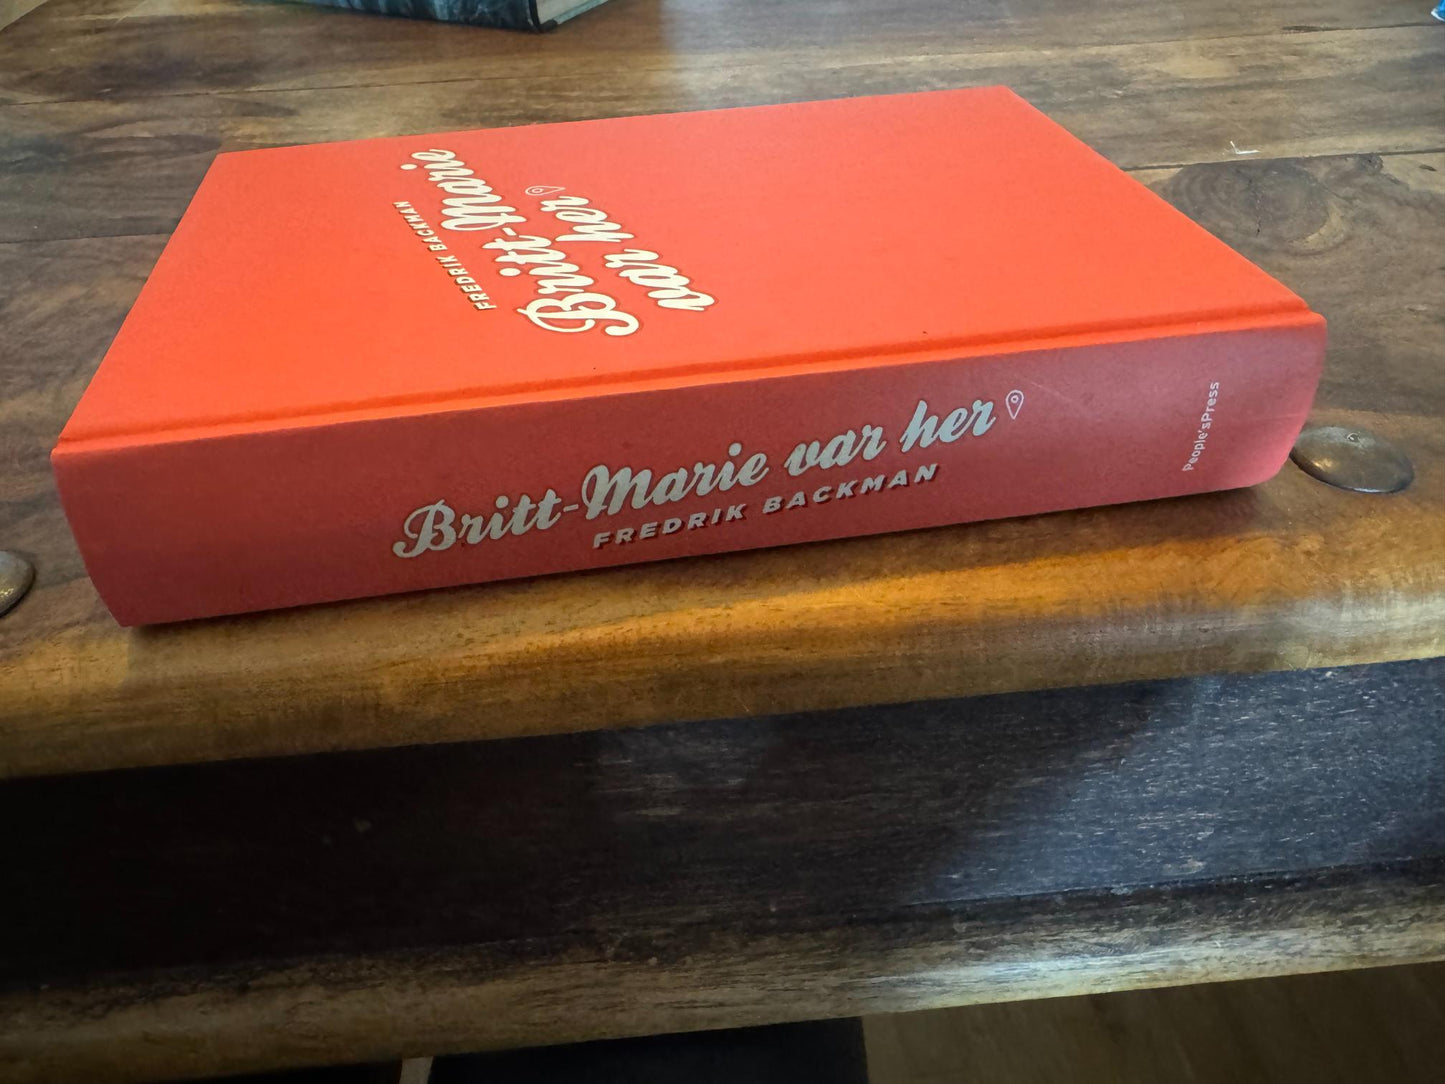 FREDRIK BACKMAN
Britt-Marie
var her
Britt-Marie var her
FREDRIK BACKMAN
People'sPress